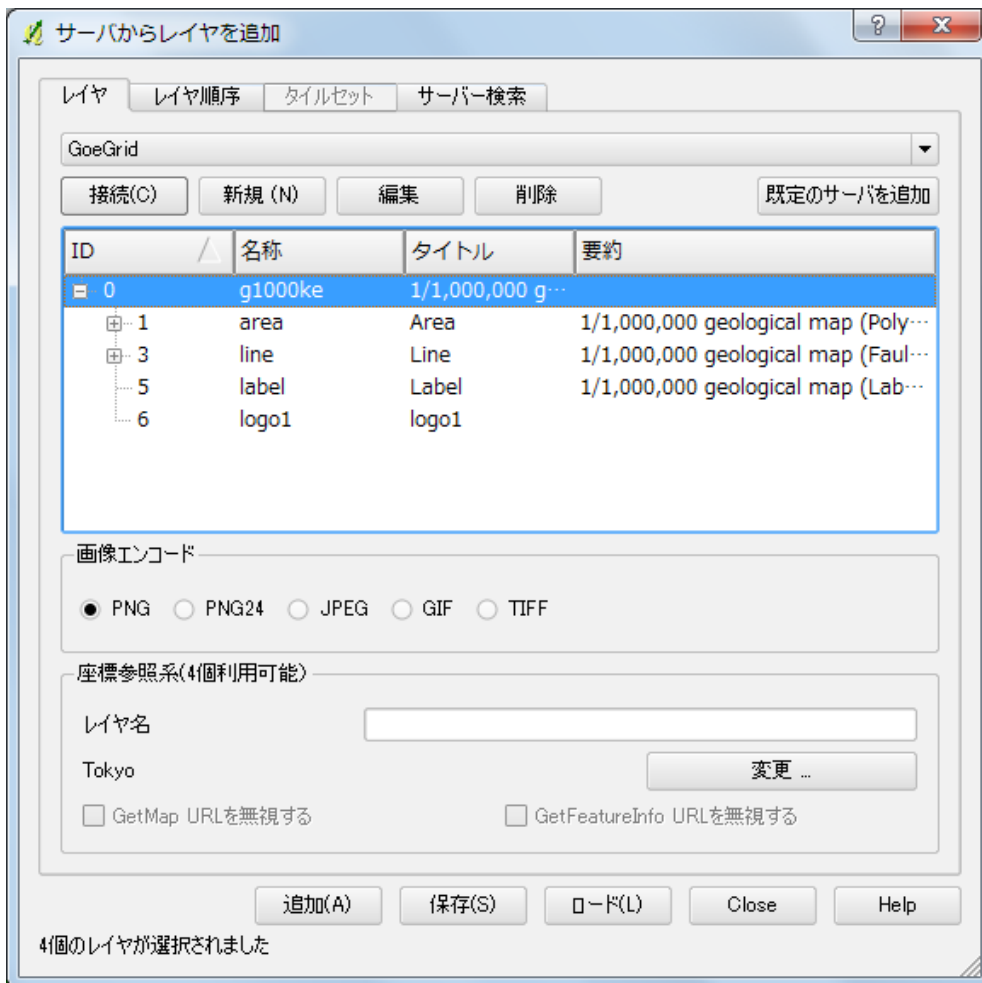 サーバからレイヤを追加
レイヤ レイヤ順序 タイルセット サーバー検索
GoeGrid
接続(C) 新規 (N) 編集 削除 既定のサーバを追加
ID 名称 タイトル 要約
0 g1000ke 1/1,000,000 g…
1 area Area 1/1,000,000 geological map (Poly…
3 line Line 1/1,000,000 geological map (Faul…
5 label Label 1/1,000,000 geological map (Lab…
6 logo1 logo1
画像エンコード
PNG PNG24 JPEG GIF TIFF
座標参照系(4個利用可能)
レイヤ名
Tokyo 変更 ...
GetMap URLを無視する GetFeatureInfo URLを無視する
追加(A) 保存(S) ロード(L) Close Help
4個のレイヤが選択されました